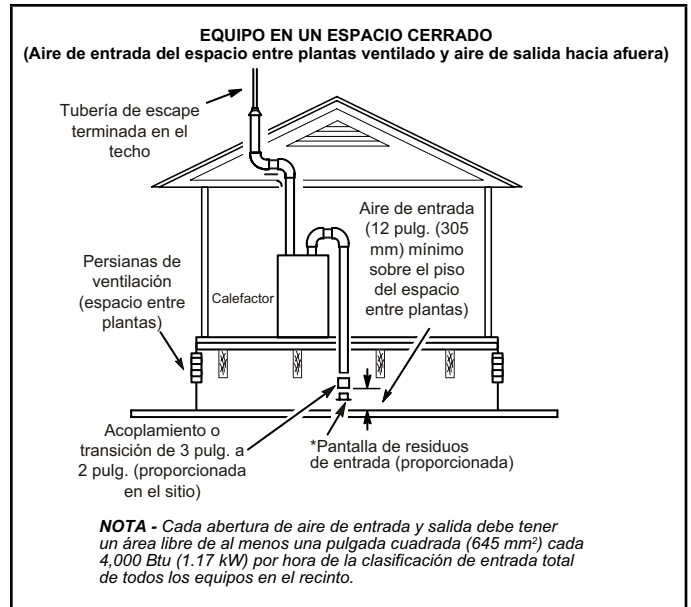 EQUIPO EN UN ESPACIO CERRADO
(Aire de entrada del espacio entre plantas ventilado y aire de salida hacia afuera)
Tubería de escape
terminada en el
techo
Aire de entrada
(12 pulg. (305
mm) mínimo
sobre el piso
del espacio
entre plantas)
Persianas de
ventilación
(espacio entre
plantas)
Calefactor
Acoplamiento o
transición de 3 pulg. a
2 pulg. (proporcionada
en el sitio)
*Pantalla de residuos
de entrada (proporcionada)
NOTA - Cada abertura de aire de entrada y salida debe tener
un área libre de al menos una pulgada cuadrada (645 mm²) cada
4,000 Btu (1.17 kW) por hora de la clasificación de entrada total
de todos los equipos en el recinto.